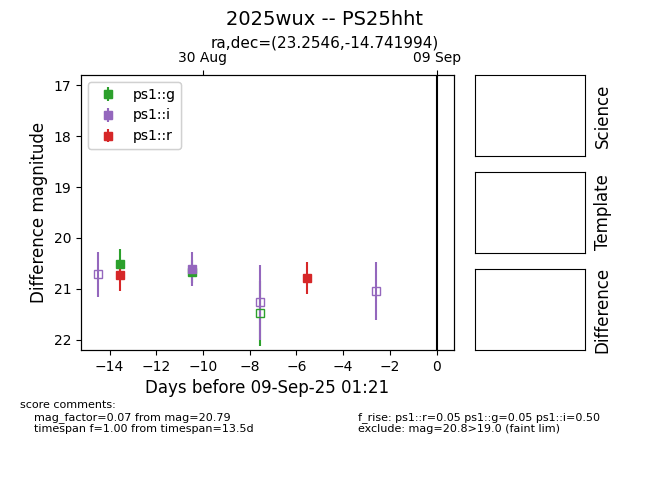 2025wux -- PS25hht
ra,dec=(23.2546,-14.741994)
30 Aug
09 Sep
ps1::g
ps1::i
ps1::r
17
18
19
20
21
22
Difference magnitude
−14
−12
−10
−8
−6
−4
−2
0
Days before 09-Sep-25 01:21
Science
Template
Difference
score comments:
mag_factor=0.07 from mag=20.79
timespan f=1.00 from timespan=13.5d
f_rise: ps1::r=0.05 ps1::g=0.05 ps1::i=0.50
exclude: mag=20.8>19.0 (faint lim)